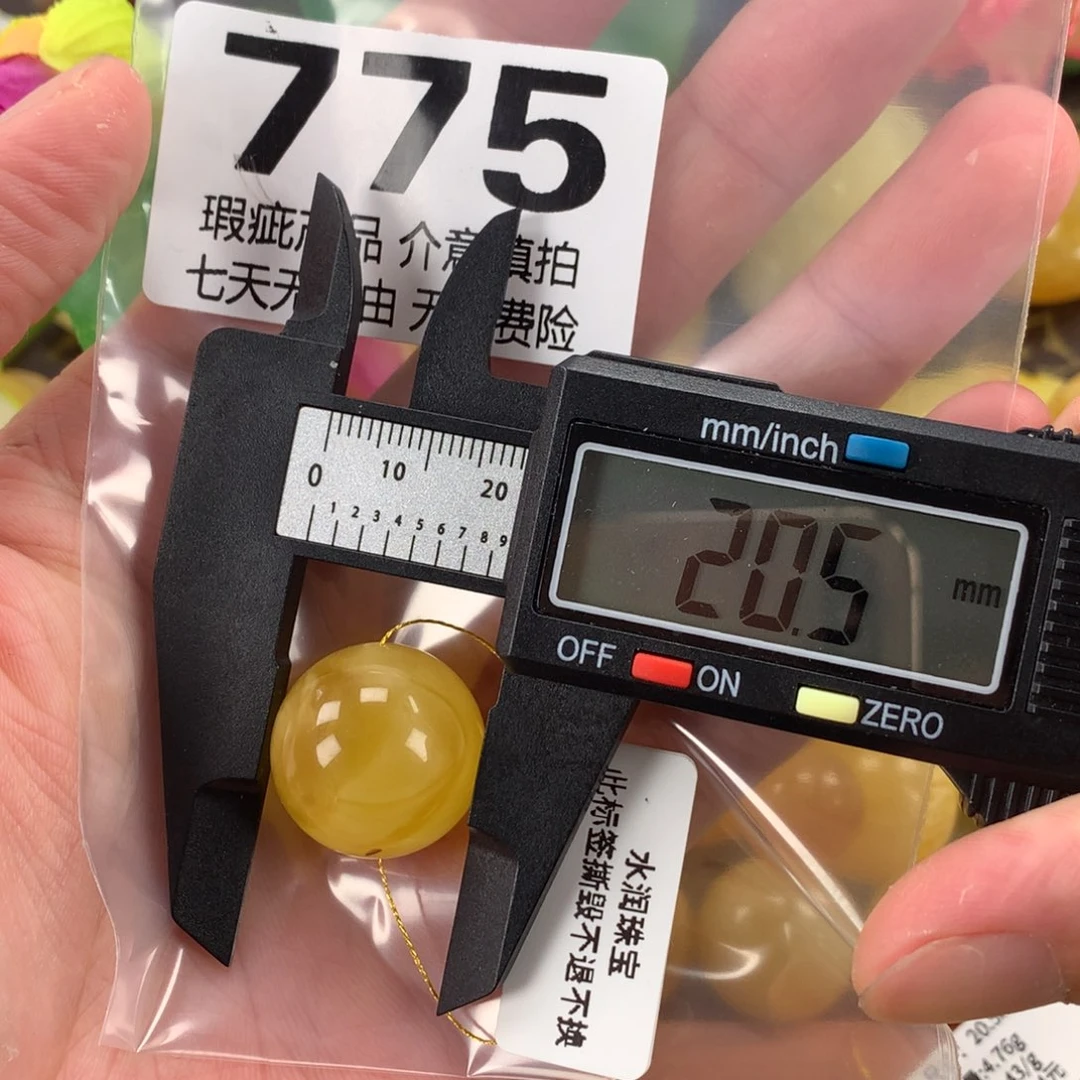 775
瑕疵产品 介意慎拍
七天无理由 无运费险
mm/inch
0 10 20
1 2 3 4 5 6 7 8 9
20.5 mm
OFF ON ZERO
水润珠宝
此标签撕毁不退不换
4.76g